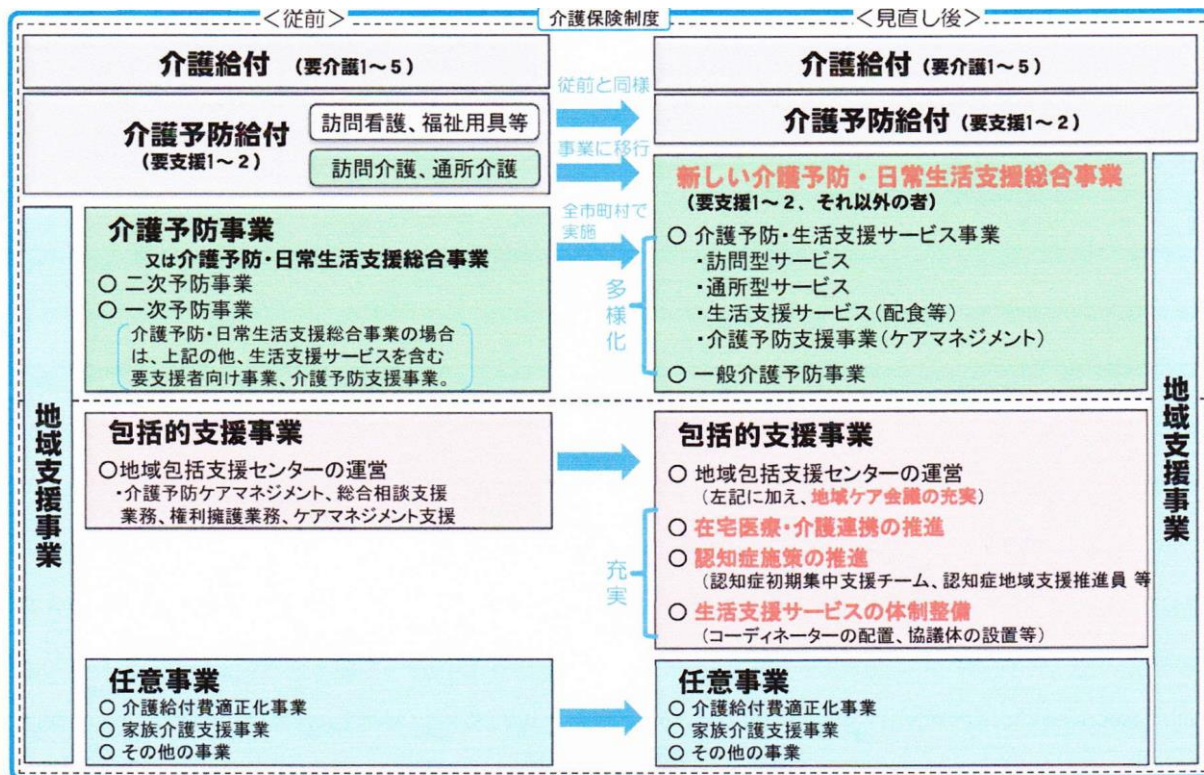 介護保険制度
＜従前＞
介護給付 （要介護1～5）
介護予防給付
（要支援1～2）
訪問看護、福祉用具等
訪問介護、通所介護
地域支援事業
介護予防事業
又は介護予防・日常生活支援総合事業
○ 二次予防事業
○ 一次予防事業
介護予防・日常生活支援総合事業の場合
は、上記の他、生活支援サービスを含む
要支援者向け事業、介護予防支援事業。
包括的支援事業
○地域包括支援センターの運営
・介護予防ケアマネジメント、総合相談支援
業務、権利擁護業務、ケアマネジメント支援
任意事業
○ 介護給付費適正化事業
○ 家族介護支援事業
○ その他の事業
従前と同様
事業に移行
全市町村で
実施
多様化
充実
＜見直し後＞
介護給付 （要介護1～5）
介護予防給付（要支援1～2）
新しい介護予防・日常生活支援総合事業
（要支援1～2、それ以外の者）
○ 介護予防・生活支援サービス事業
・訪問型サービス
・通所型サービス
・生活支援サービス（配食等）
・介護予防支援事業（ケアマネジメント）
○ 一般介護予防事業
包括的支援事業
○ 地域包括支援センターの運営
（左記に加え、地域ケア会議の充実）
○ 在宅医療・介護連携の推進
○ 認知症施策の推進
（認知症初期集中支援チーム、認知症地域支援推進員 等
○ 生活支援サービスの体制整備
（コーディネーターの配置、協議体の設置等）
任意事業
○ 介護給付費適正化事業
○ 家族介護支援事業
○ その他の事業
地域支援事業